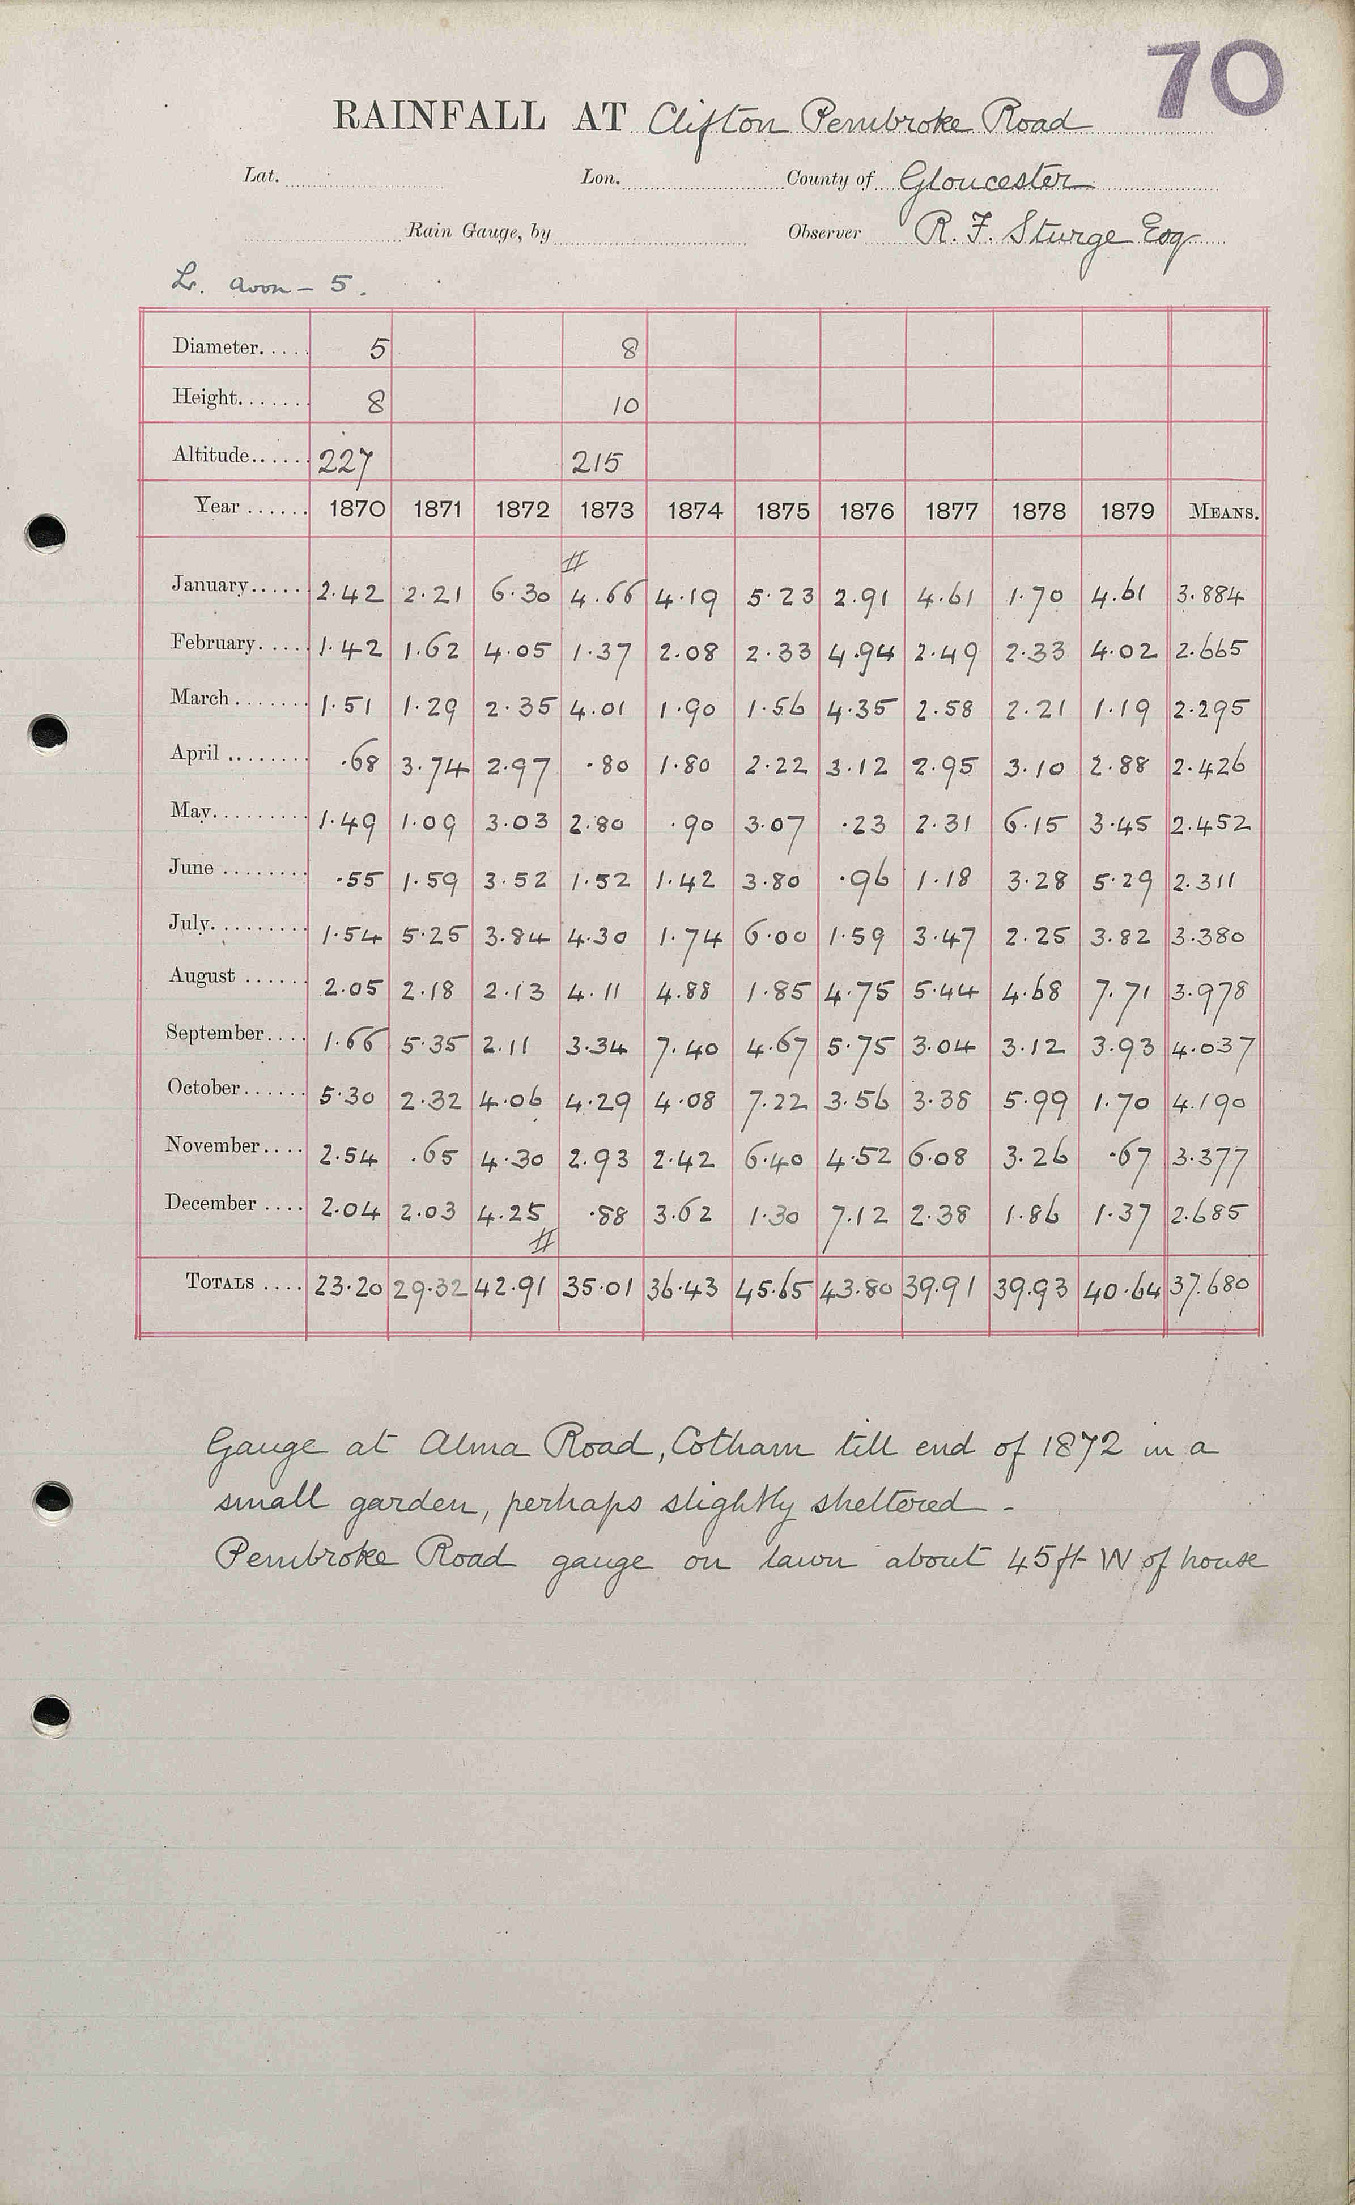 70
RAINFALL AT Clifton Pembroke Road
Lat. Lon. County of Gloucester
Rain Gauge, by Observer R. F. Sturge Esq
L. Avon - 5.
Diameter..... 5 8
Height....... 8 10
Altitude...... 227 215
Year ...... 1870 1871 1872 1873 1874 1875 1876 1877 1878 1879 MEANS.
#
January..... 2.42 2.21 6.30 4.66 4.19 5.23 2.91 4.61 1.70 4.61 3.884
February..... 1.42 1.62 4.05 1.37 2.08 2.33 4.94 2.49 2.33 4.02 2.665
March ....... 1.51 1.29 2.35 4.01 1.90 1.56 4.35 2.58 2.21 1.19 2.295
April ........ .68 3.74 2.97 .80 1.80 2.22 3.12 2.95 3.10 2.88 2.426
May......... 1.49 1.09 3.03 2.80 .90 3.07 .23 2.31 6.15 3.45 2.452
June ........ .55 1.59 3.52 1.52 1.42 3.80 .96 1.18 3.28 5.29 2.311
July......... 1.54 5.25 3.84 4.30 1.74 6.00 1.59 3.47 2.25 3.82 3.380
August ...... 2.05 2.18 2.13 4.11 4.88 1.85 4.75 5.44 4.68 7.71 3.978
September.... 1.66 5.35 2.11 3.34 7.40 4.67 5.75 3.04 3.12 3.93 4.037
October...... 5.30 2.32 4.06 4.29 4.08 7.22 3.56 3.38 5.99 1.70 4.190
November.... 2.54 .65 4.30 2.93 2.42 6.40 4.52 6.08 3.26 .67 3.377
December .... 2.04 2.03 4.25 .88 3.62 1.30 7.12 2.38 1.86 1.37 2.685
#
TOTALS .... 23.20 29.32 42.91 35.01 36.43 45.65 43.80 39.91 39.93 40.64 37.680
Gauge at Alma Road, Cotham till end of 1872 in a
small garden, perhaps slightly sheltered -
Pembroke Road gauge on lawn about 45ft W of house